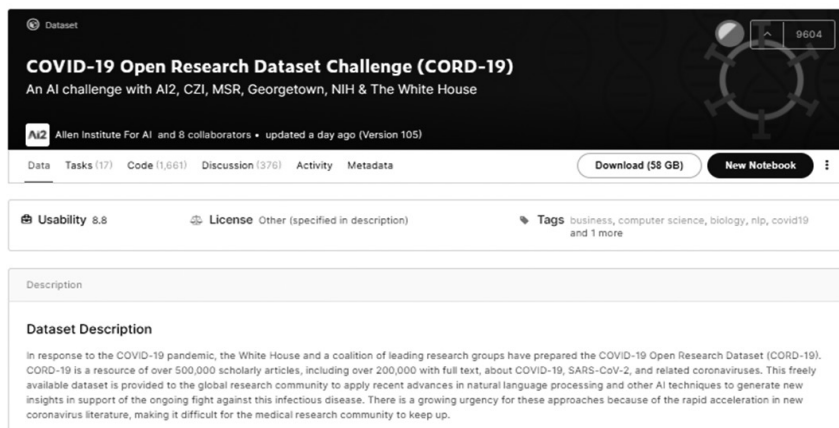 Dataset
9604
COVID-19 Open Research Dataset Challenge (CORD-19)
An AI challenge with AI2, CZI, MSR, Georgetown, NIH & The White House
Ai2 Allen Institute For AI and 8 collaborators • updated a day ago (Version 105)
Data Tasks (17) Code (1,661) Discussion (376) Activity Metadata Download (58 GB) New Notebook
Usability 8.8 License Other (specified in description) Tags business, computer science, biology, nlp, covid19
and 1 more
Description
Dataset Description
In response to the COVID-19 pandemic, the White House and a coalition of leading research groups have prepared the COVID-19 Open Research Dataset (CORD-19).
CORD-19 is a resource of over 500,000 scholarly articles, including over 200,000 with full text, about COVID-19, SARS-CoV-2, and related coronaviruses. This freely
available dataset is provided to the global research community to apply recent advances in natural language processing and other AI techniques to generate new
insights in support of the ongoing fight against this infectious disease. There is a growing urgency for these approaches because of the rapid acceleration in new
coronavirus literature, making it difficult for the medical research community to keep up.